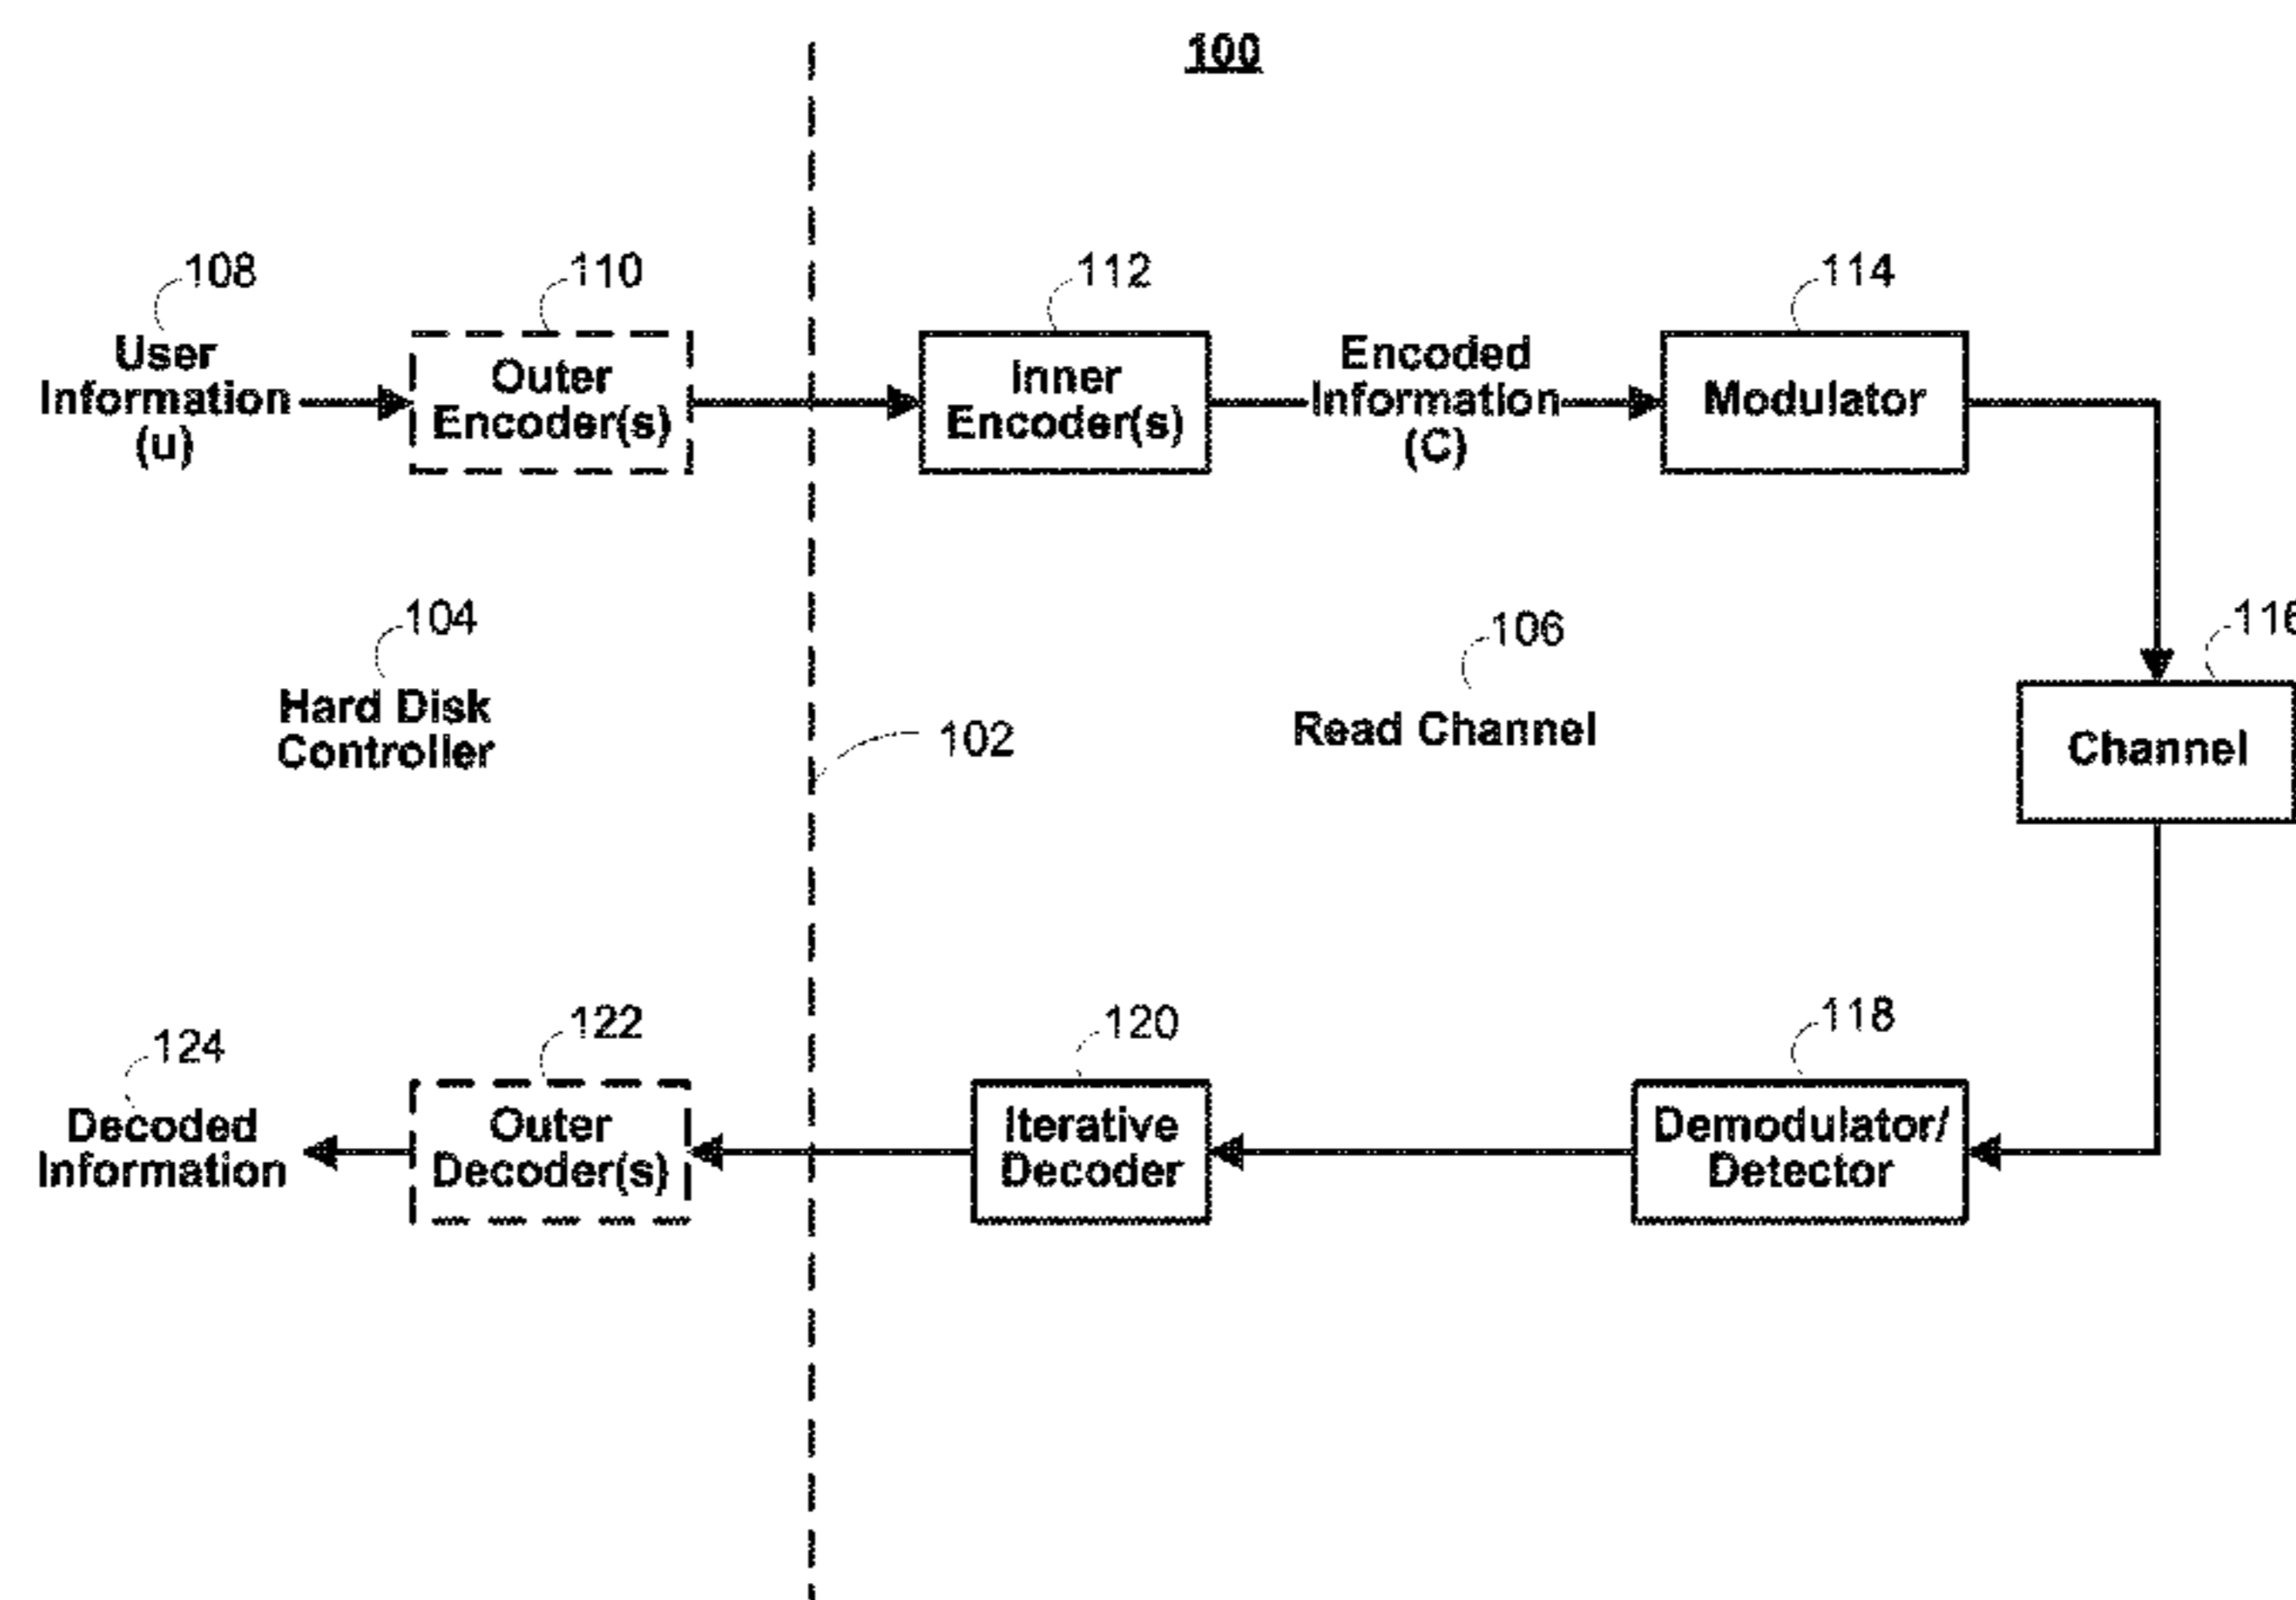 100
108
110
112
114
User
Information
(u)
Outer
Encoder(s)
Inner
Encoder(s)
Encoded
Information
(C)
Modulator
104
106
Hard Disk
Controller
102
Read Channel
Channel
124
122
120
118
Decoded
Information
Outer
Decoder(s)
Iterative
Decoder
Demodulator/
Detector